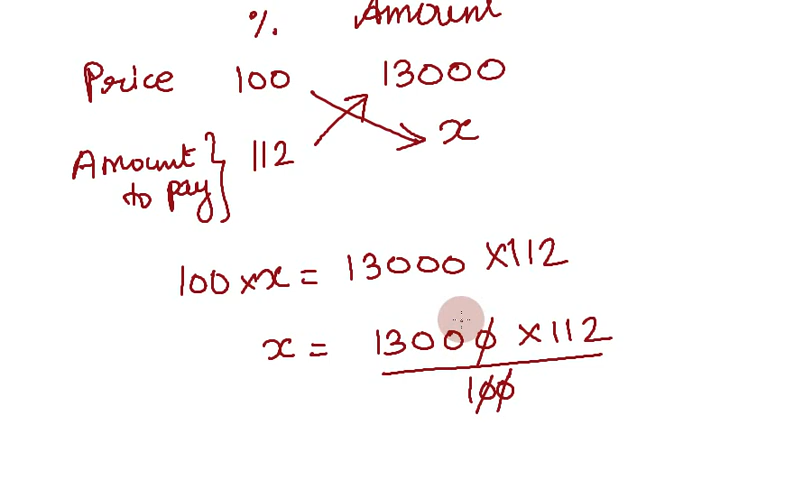 % Amount
Price 100 13000
Amount } 112 x
to pay
100 × x = 13000 × 112
x = 13000 × 112
100